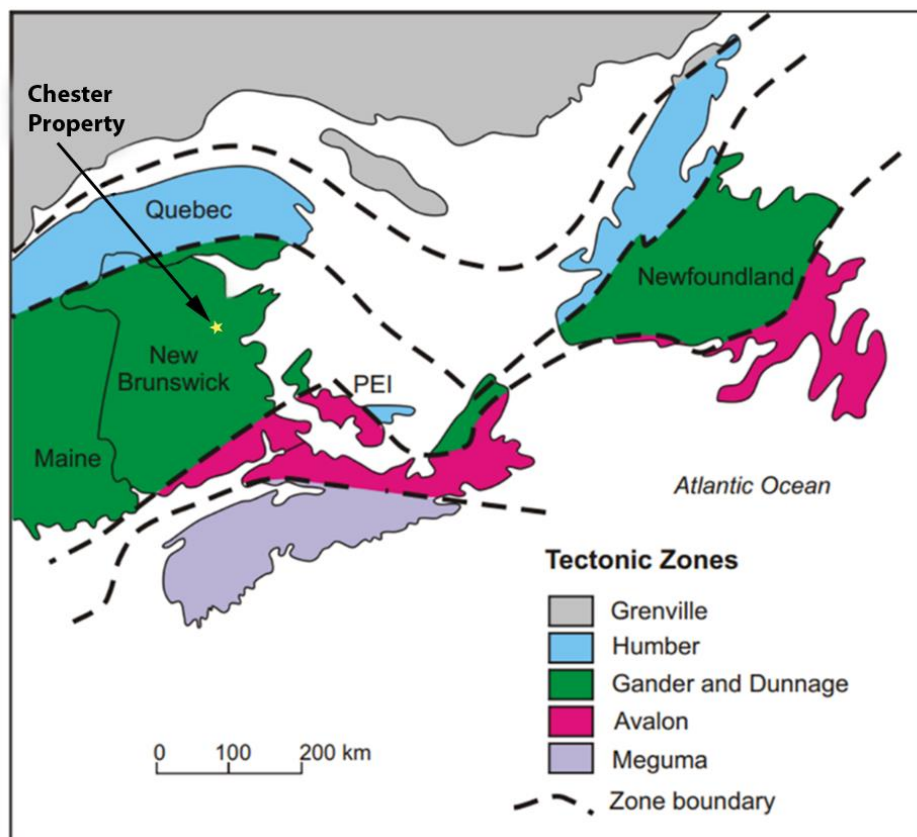 Chester
Property
Quebec
Newfoundland
New
Brunswick
PEI
Maine
Atlantic Ocean
Tectonic Zones
Grenville
Humber
Gander and Dunnage
Avalon
Meguma
Zone boundary
0 100 200 km